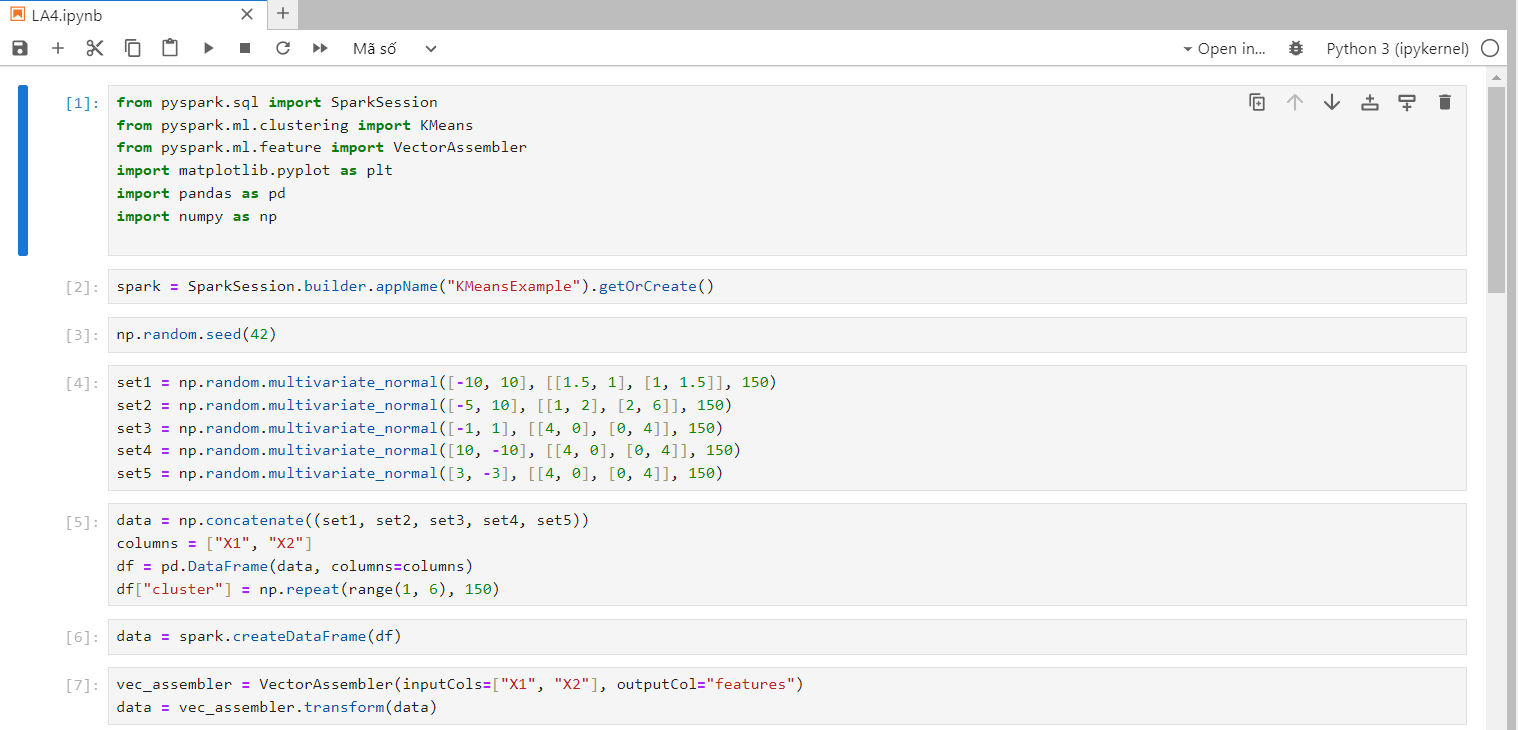 LA4.ipynb
Mã số
Open in...
Python 3 (ipykernel)
[1]:
from pyspark.sql import SparkSession
from pyspark.ml.clustering import KMeans
from pyspark.ml.feature import VectorAssembler
import matplotlib.pyplot as plt
import pandas as pd
import numpy as np
[2]:
spark = SparkSession.builder.appName("KMeansExample").getOrCreate()
[3]:
np.random.seed(42)
[4]:
set1 = np.random.multivariate_normal([-10, 10], [[1.5, 1], [1, 1.5]], 150)
set2 = np.random.multivariate_normal([-5, 10], [[1, 2], [2, 6]], 150)
set3 = np.random.multivariate_normal([-1, 1], [[4, 0], [0, 4]], 150)
set4 = np.random.multivariate_normal([10, -10], [[4, 0], [0, 4]], 150)
set5 = np.random.multivariate_normal([3, -3], [[4, 0], [0, 4]], 150)
[5]:
data = np.concatenate((set1, set2, set3, set4, set5))
columns = ["X1", "X2"]
df = pd.DataFrame(data, columns=columns)
df["cluster"] = np.repeat(range(1, 6), 150)
[6]:
data = spark.createDataFrame(df)
[7]:
vec_assembler = VectorAssembler(inputCols=["X1", "X2"], outputCol="features")
data = vec_assembler.transform(data)